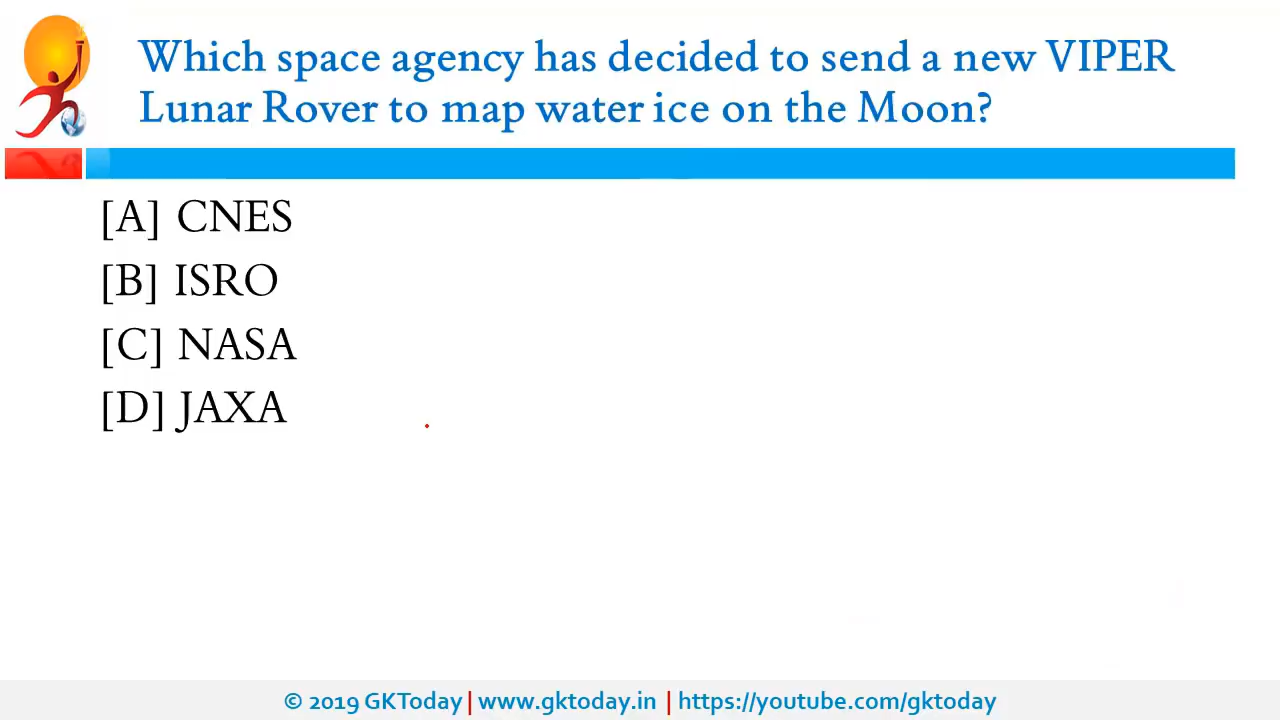 Which space agency has decided to send a new VIPER
Lunar Rover to map water ice on the Moon?
[A] CNES
[B] ISRO
[C] NASA
[D] JAXA
© 2019 GKToday | www.gktoday.in | https://youtube.com/gktoday